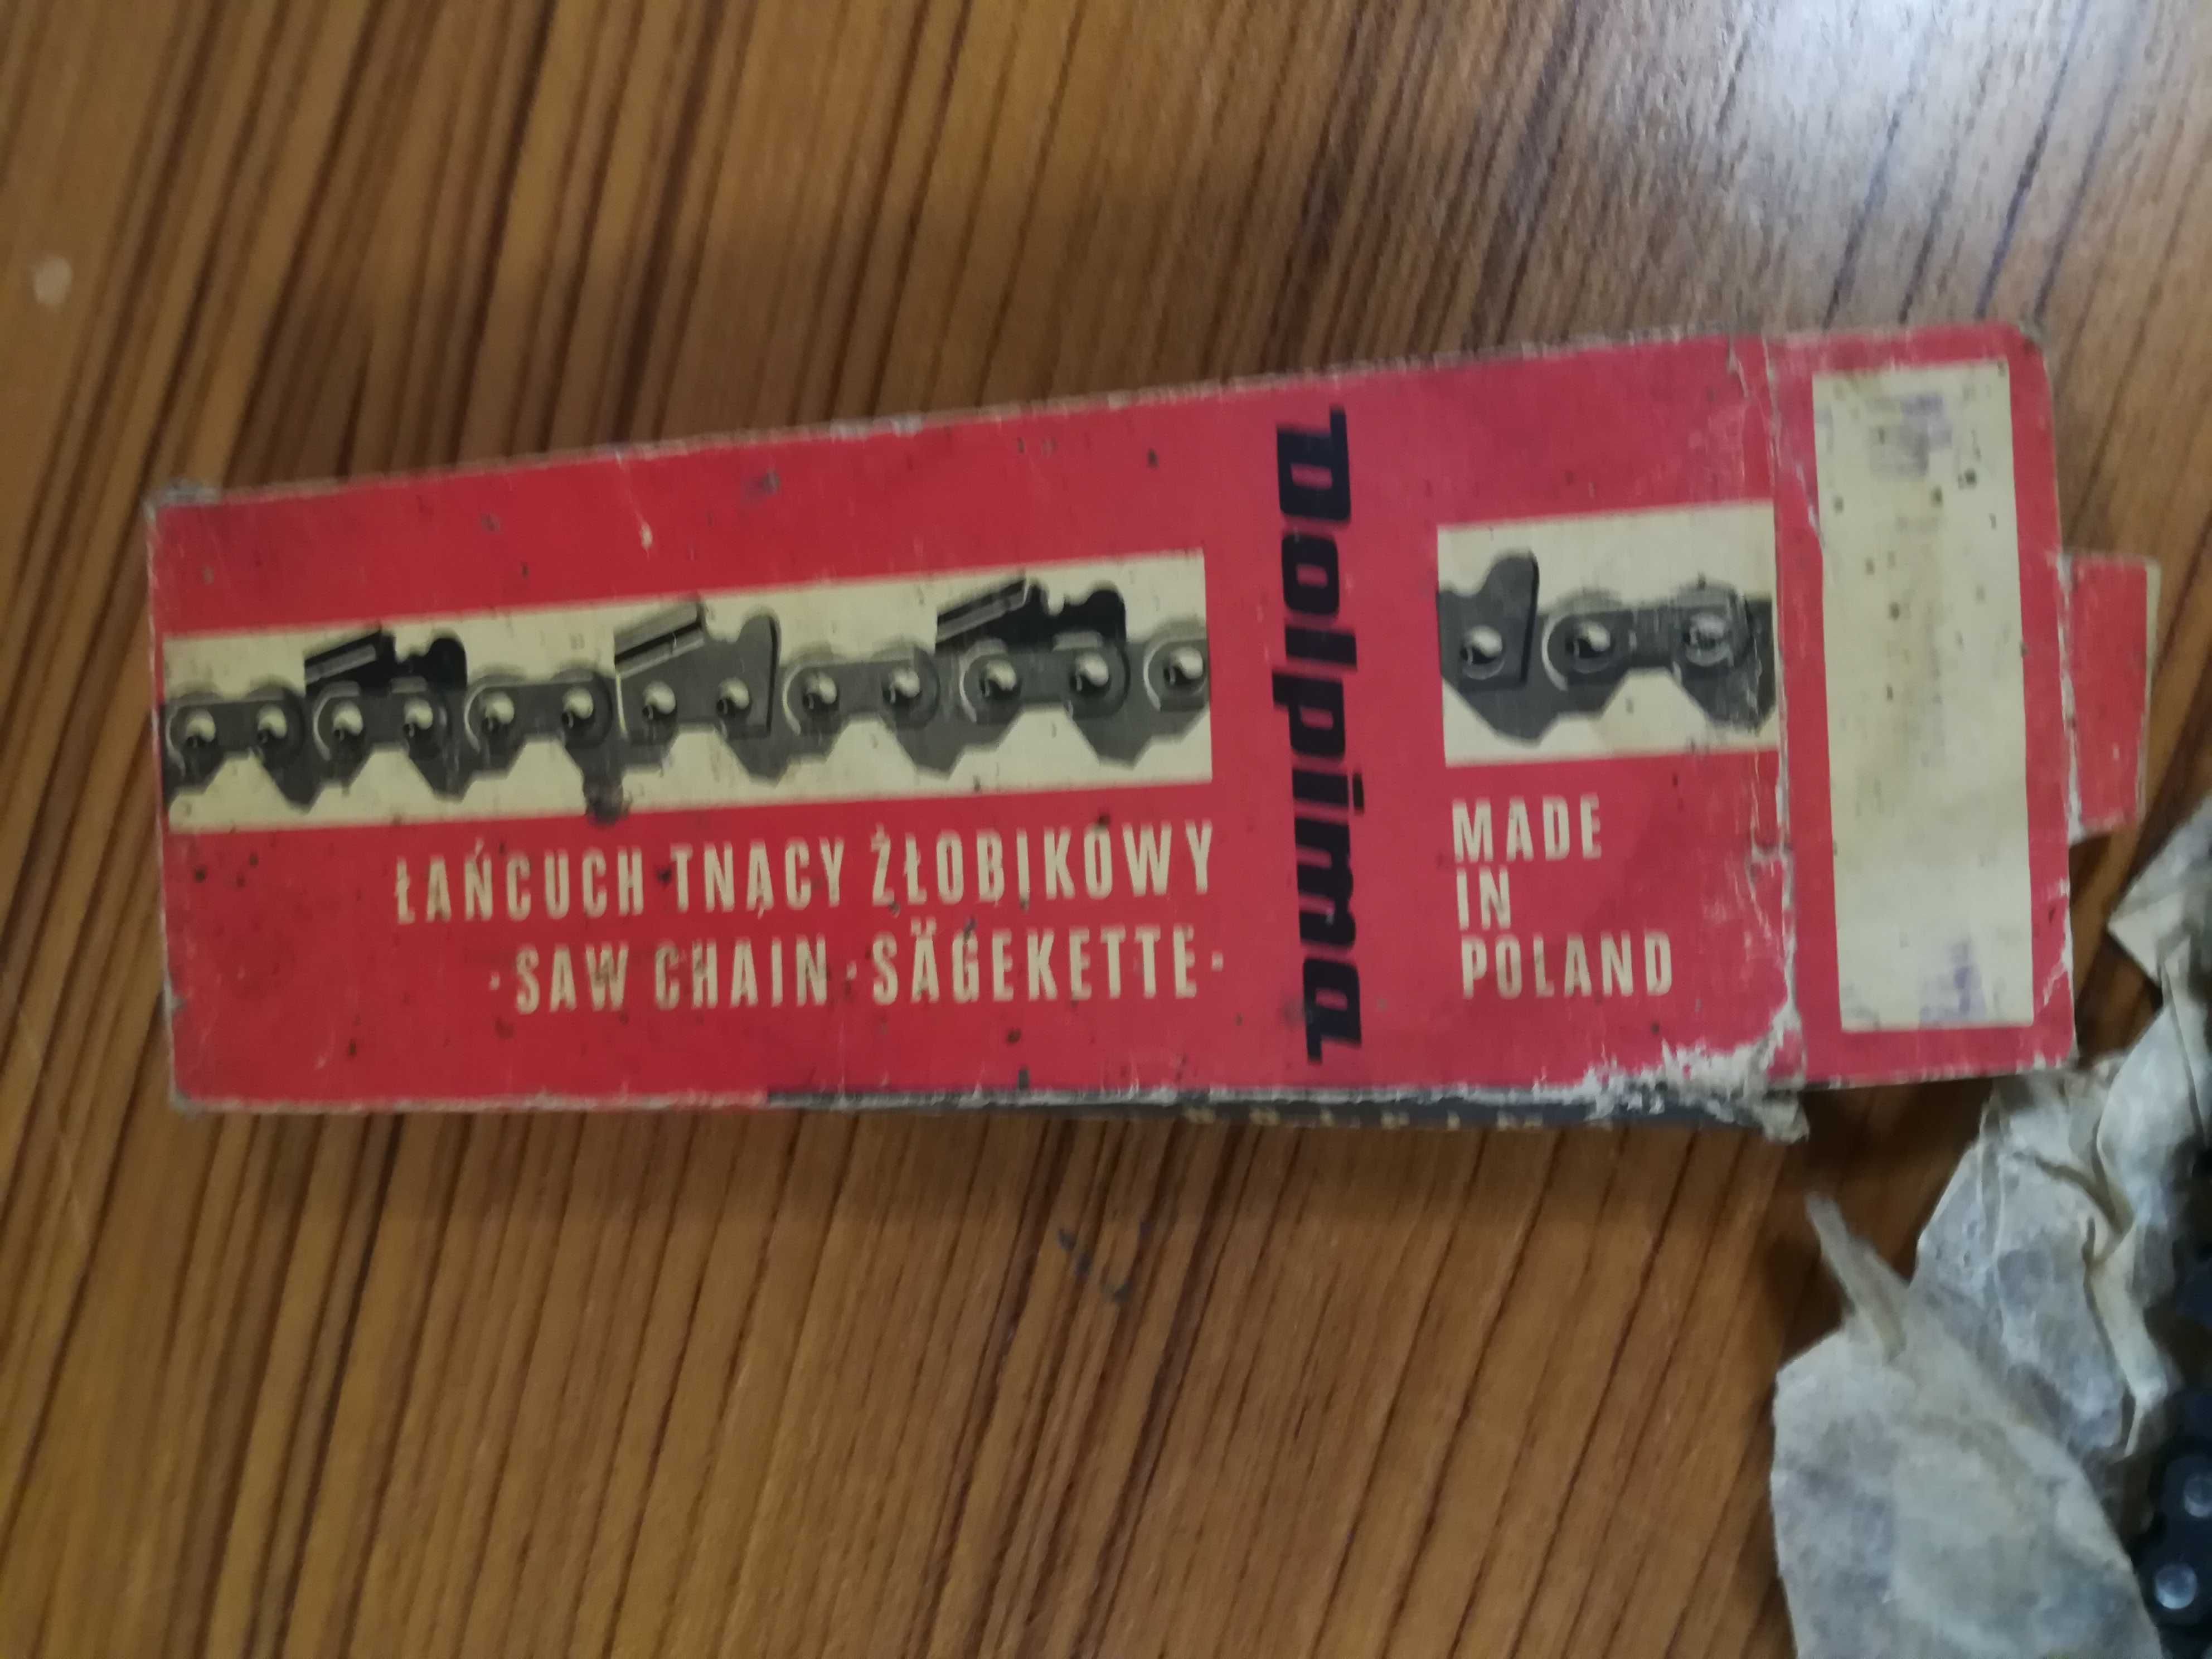 ŁAŃCUCH TNĄCY ŻŁOBIKOWY
·SAW CHAIN·SÄGEKETTE·
Dolpima
MADE
IN
POLAND